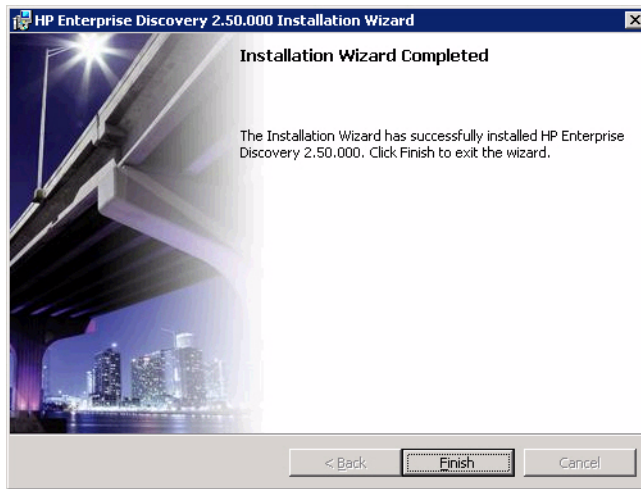 HP Enterprise Discovery 2.50.000 Installation Wizard
Installation Wizard Completed
The Installation Wizard has successfully installed HP Enterprise
Discovery 2.50.000. Click Finish to exit the wizard.
< Back Finish Cancel